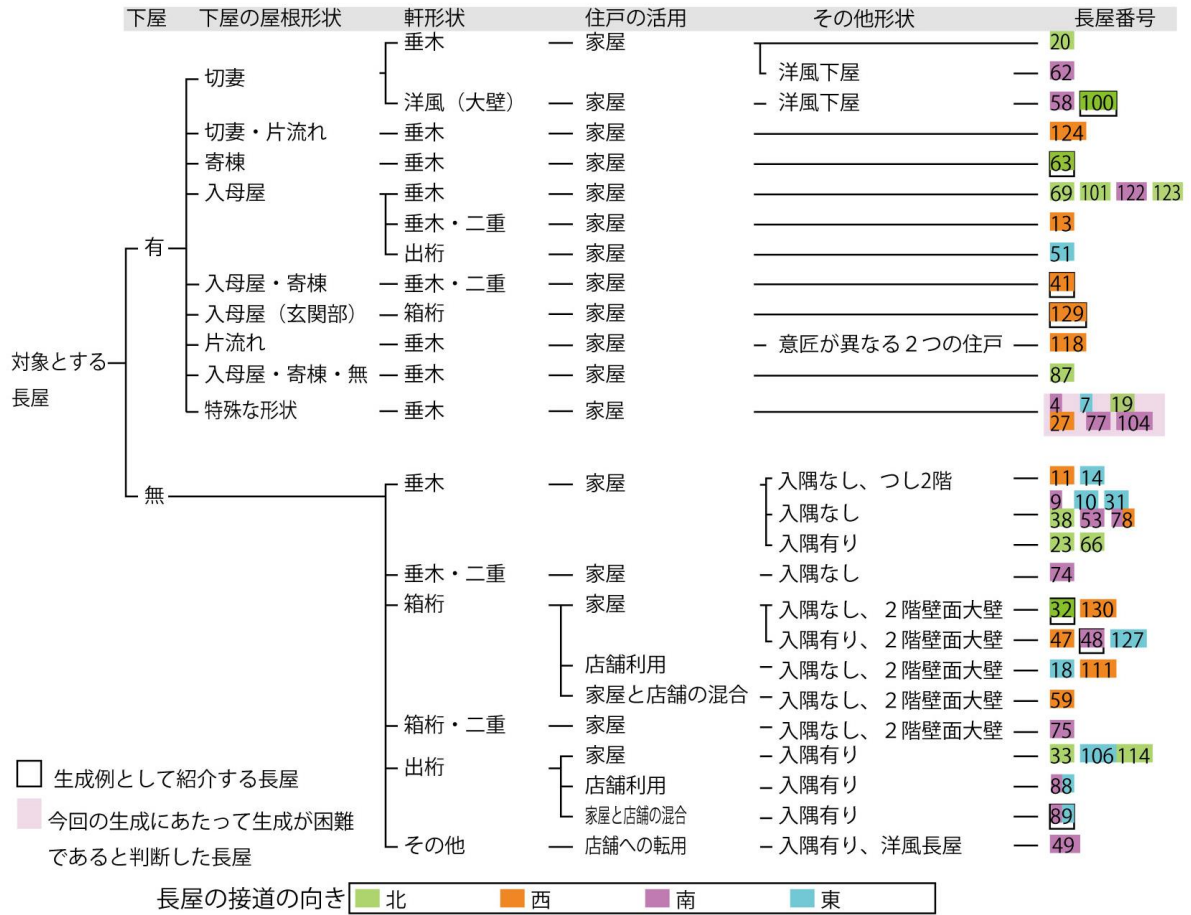 下屋 下屋の屋根形状 軒形状 住戸の活用 その他形状 長屋番号
垂木 家屋 20
切妻 洋風下屋 62
洋風（大壁） 家屋 洋風下屋 58 100
切妻・片流れ 垂木 家屋 124
寄棟 垂木 家屋 63
入母屋 垂木 家屋 69 101 122 123
垂木・二重 家屋 13
有 出桁 家屋 51
入母屋・寄棟 垂木・二重 家屋 41
入母屋（玄関部） 箱桁 家屋 129
片流れ 垂木 家屋 意匠が異なる２つの住戸 118
対象とする
長屋
入母屋・寄棟・無 垂木 家屋 87
特殊な形状 垂木 家屋 4 7 19
27 77 104
無 垂木 家屋 入隅なし、つし2階 11 14
9 10 31
入隅なし 38 53 78
入隅有り 23 66
垂木・二重 家屋 入隅なし 74
箱桁 家屋 入隅なし、２階壁面大壁 32 130
入隅有り、２階壁面大壁 47 48 127
店舗利用 入隅なし、２階壁面大壁 18 111
家屋と店舗の混合 入隅なし、２階壁面大壁 59
箱桁・二重 家屋 入隅なし、２階壁面大壁 75
出桁 家屋 入隅有り 33 106 114
店舗利用 入隅有り 88
家屋と店舗の混合 入隅有り 89
その他 店舗への転用 入隅有り、洋風長屋 49
生成例として紹介する長屋
今回の生成にあたって生成が困難
であると判断した長屋
長屋の接道の向き 北 西 南 東